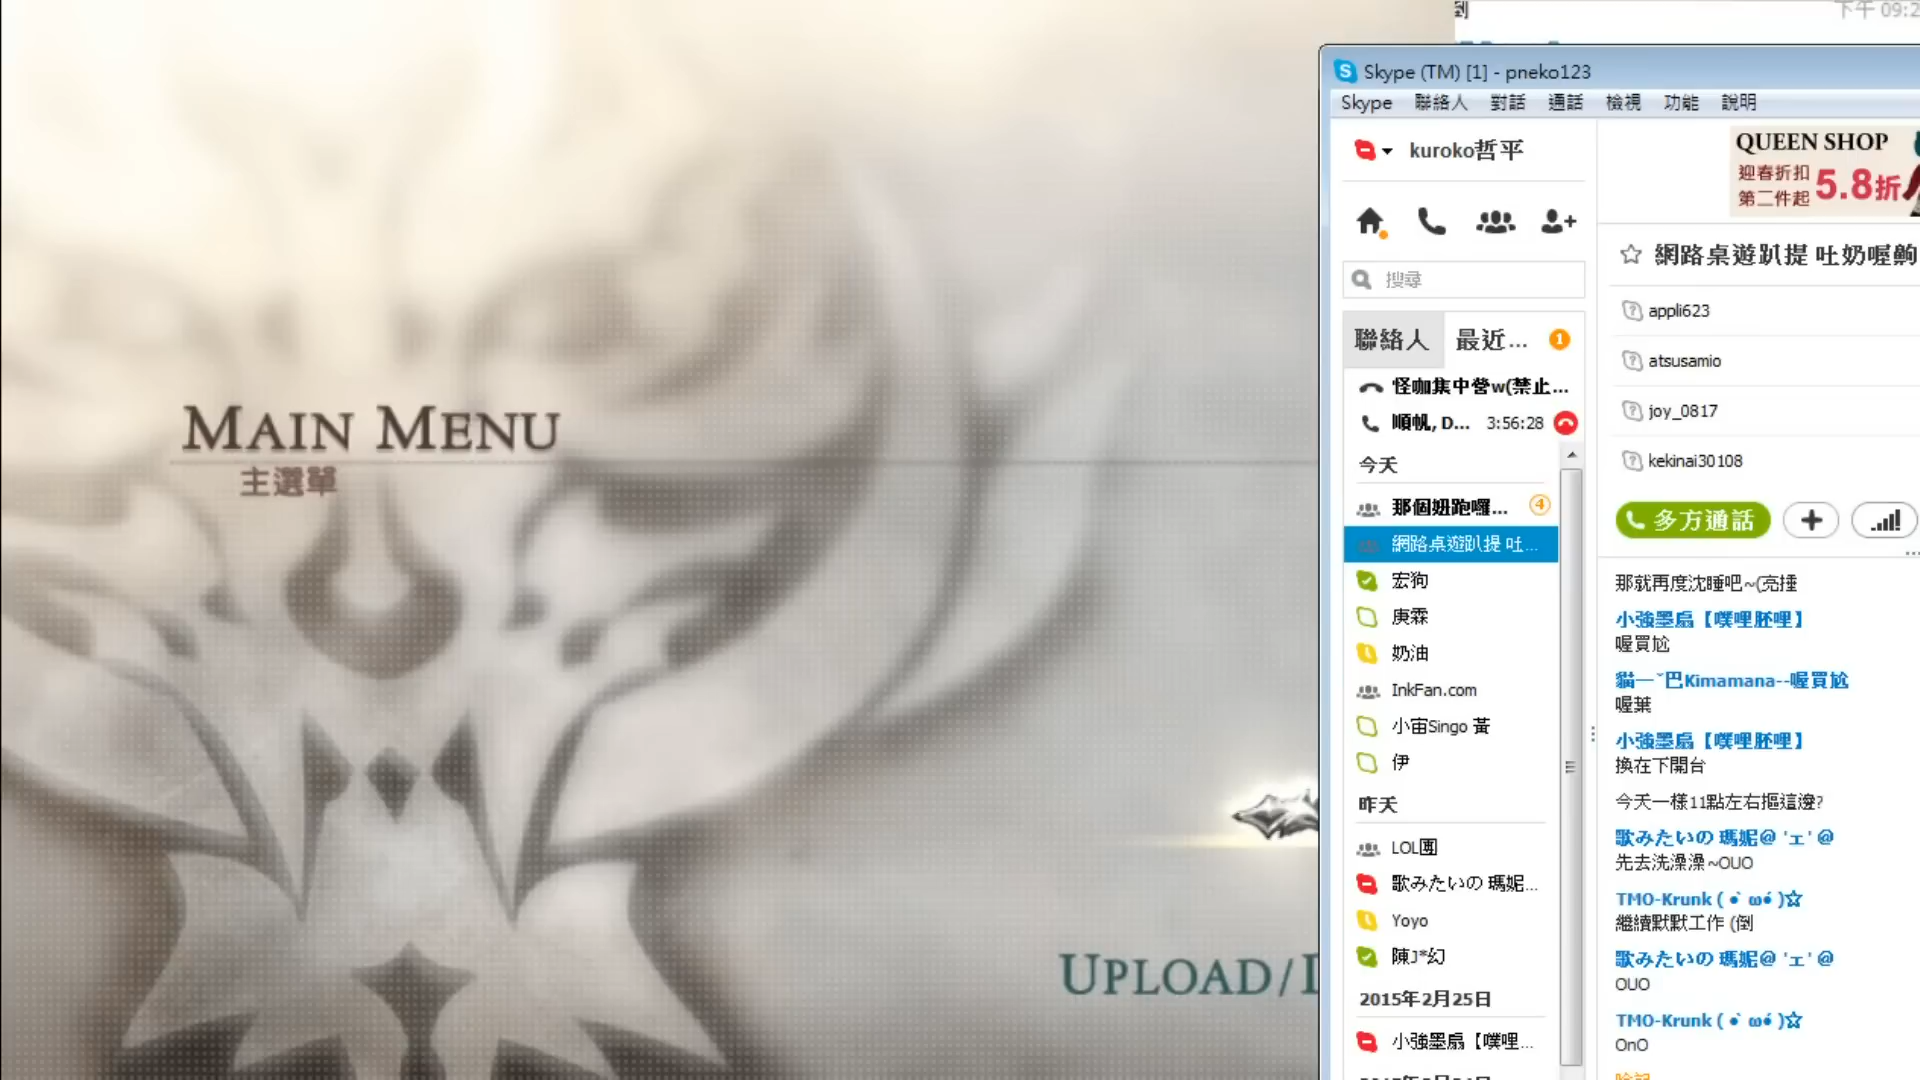 MAIN MENU
主選單
UPLOAD/
到
下午 09:2
Skype (TM) [1] - pneko123
Skype 聯絡人 對話 通話 檢視 功能 說明
kuroko哲平
搜尋
聯絡人 最近... 1
怪咖集中營w(禁止...
順帆, D... 3:56:28
今天
那個妞跑囉... 4
網路桌遊趴提 吐...
宏狗
庚霖
奶油
InkFan.com
小宙Singo 黃
伊
昨天
LOL團
歌みたいの 瑪妮...
Yoyo
陳J*幻
2015年2月25日
小強墨扇【噗哩...
QUEEN SHOP
迎春折扣
第二件起 5.8折
網路桌遊趴提 吐奶喔齁
appli623
atsusamio
joy_0817
kekinai30108
多方通話
那就再度沈睡吧~(亮捶
小強墨扇【噗哩胚哩】
喔買尬
貓一ˇ巴Kimamana--喔買尬
喔葉
小強墨扇【噗哩胚哩】
換在下開台
今天一樣11點左右摳這邊?
歌みたいの 瑪妮@ 'ェ' @
先去洗澡澡~OUO
TMO-Krunk ( •̀ ω•́ )☆
繼續默默工作 (倒
歌みたいの 瑪妮@ 'ェ' @
OUO
TMO-Krunk ( •̀ ω•́ )☆
OnO